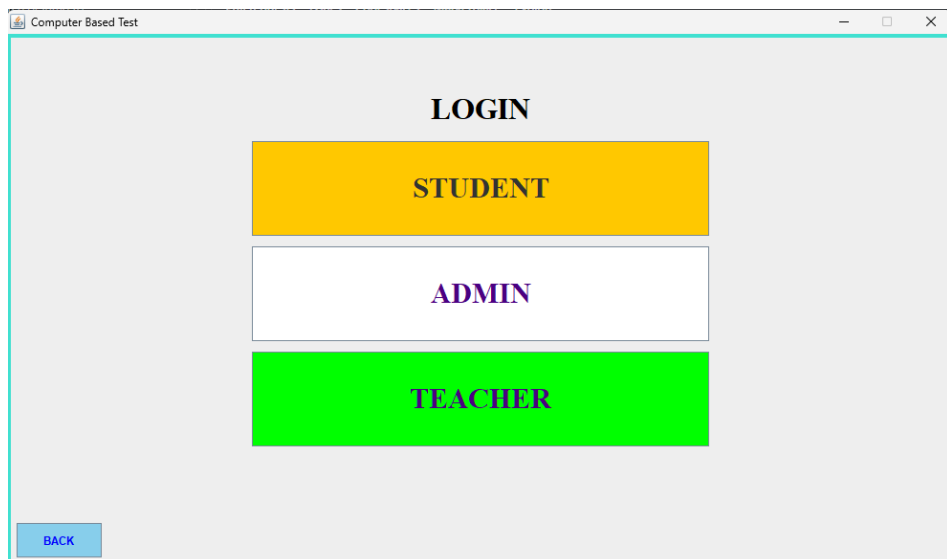 Computer Based Test
LOGIN
STUDENT
ADMIN
TEACHER
BACK